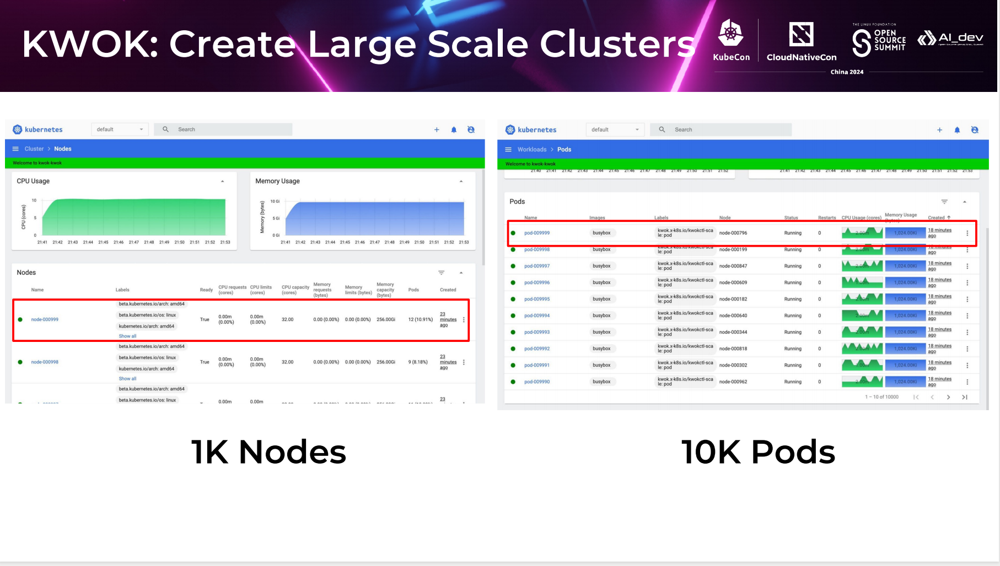 KWOK: Create Large Scale Clusters
KubeCon
CloudNativeCon
THE LINUX FOUNDATION
OPEN
SOURCE
SUMMIT
AI_dev
China 2024
kubernetes
default
Search
Cluster > Nodes
Welcome to kwok-kwok
CPU Usage
CPU (cores)
10
5
0
21:41 21:42 21:43 21:44 21:45 21:46 21:47 21:48 21:49 21:50 21:51 21:52 21:53
Memory Usage
Memory (bytes)
10 Gi
5 Gi
0 Gi
21:41 21:42 21:43 21:44 21:45 21:46 21:47 21:48 21:49 21:50 21:51 21:52 21:53
Nodes
Name Labels Ready CPU requests (cores) CPU limits (cores) CPU capacity (cores) Memory requests (bytes) Memory limits (bytes) Memory capacity (bytes) Pods Created
beta.kubernetes.io/arch: amd64
beta.kubernetes.io/os: linux
node-000999 True 0.00m (0.00%) 0.00m (0.00%) 32.00 0.00 (0.00%) 0.00 (0.00%) 256.00Gi 12 (10.91%) 23 minutes ago
kubernetes.io/arch: amd64
Show all
beta.kubernetes.io/arch: amd64
beta.kubernetes.io/os: linux
node-000998 True 0.00m (0.00%) 0.00m (0.00%) 32.00 0.00 (0.00%) 0.00 (0.00%) 256.00Gi 9 (8.18%) 23 minutes ago
kubernetes.io/arch: amd64
Show all
beta.kubernetes.io/arch: amd64
beta.kubernetes.io/os: linux
0.00m 0.00m 23
1K Nodes
kubernetes
default
Search
Workloads > Pods
Welcome to kwok-kwok
21:40 21:41 21:42 21:43 21:44 21:45 21:46 21:47 21:48 21:49 21:50 21:51 21:52
21:41 21:42 21:43 21:44 21:45 21:46 21:47 21:48 21:49 21:50 21:51 21:52 21:53
Pods
Name Images Labels Node Status Restarts CPU Usage (cores) Memory Usage (bytes) Created
pod-009999 busybox kwok.x-k8s.io/kwokctl-scale: pod node-000796 Running 0 2.00m 1,024.00Ki 18 minutes ago
pod-009998 busybox kwok.x-k8s.io/kwokctl-scale: pod node-000199 Running 0 2.00m 1,024.00Ki 18 minutes ago
pod-009997 busybox kwok.x-k8s.io/kwokctl-scale: pod node-000847 Running 0 2.00m 1,024.00Ki 18 minutes ago
pod-009996 busybox kwok.x-k8s.io/kwokctl-scale: pod node-000609 Running 0 1.00m 1,024.00Ki 18 minutes ago
pod-009995 busybox kwok.x-k8s.io/kwokctl-scale: pod node-000182 Running 0 2.00m 1,024.00Ki 18 minutes ago
pod-009994 busybox kwok.x-k8s.io/kwokctl-scale: pod node-000640 Running 0 2.00m 1,024.00Ki 18 minutes ago
pod-009993 busybox kwok.x-k8s.io/kwokctl-scale: pod node-000344 Running 0 2.00m 1,024.00Ki 18 minutes ago
pod-009992 busybox kwok.x-k8s.io/kwokctl-scale: pod node-000818 Running 0 2.00m 1,024.00Ki 18 minutes ago
pod-009991 busybox kwok.x-k8s.io/kwokctl-scale: pod node-000302 Running 0 1.00m 1,024.00Ki 18 minutes ago
pod-009990 busybox kwok.x-k8s.io/kwokctl-scale: pod node-000962 Running 0 2.00m 1,024.00Ki 18 minutes ago
1 – 10 of 10000
10K Pods